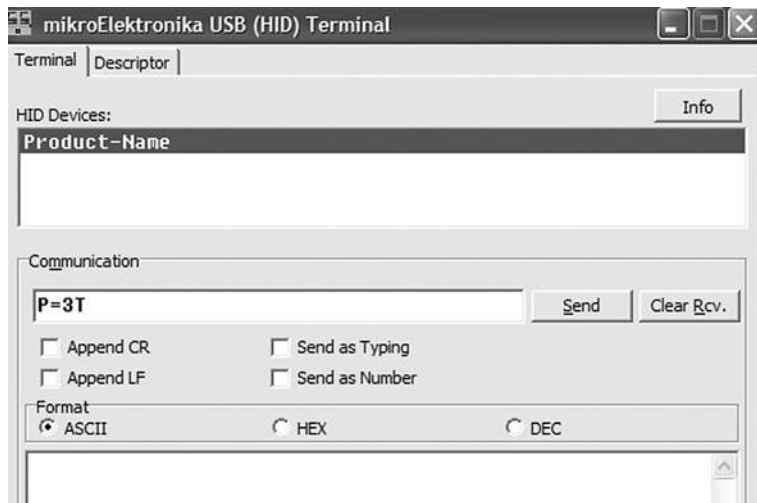 mikroElektronika USB (HID) Terminal
Terminal Descriptor
Info
HID Devices:
Product-Name
Communication
P=3T Send Clear Rcv.
Append CR Send as Typing
Append LF Send as Number
Format
ASCII HEX DEC